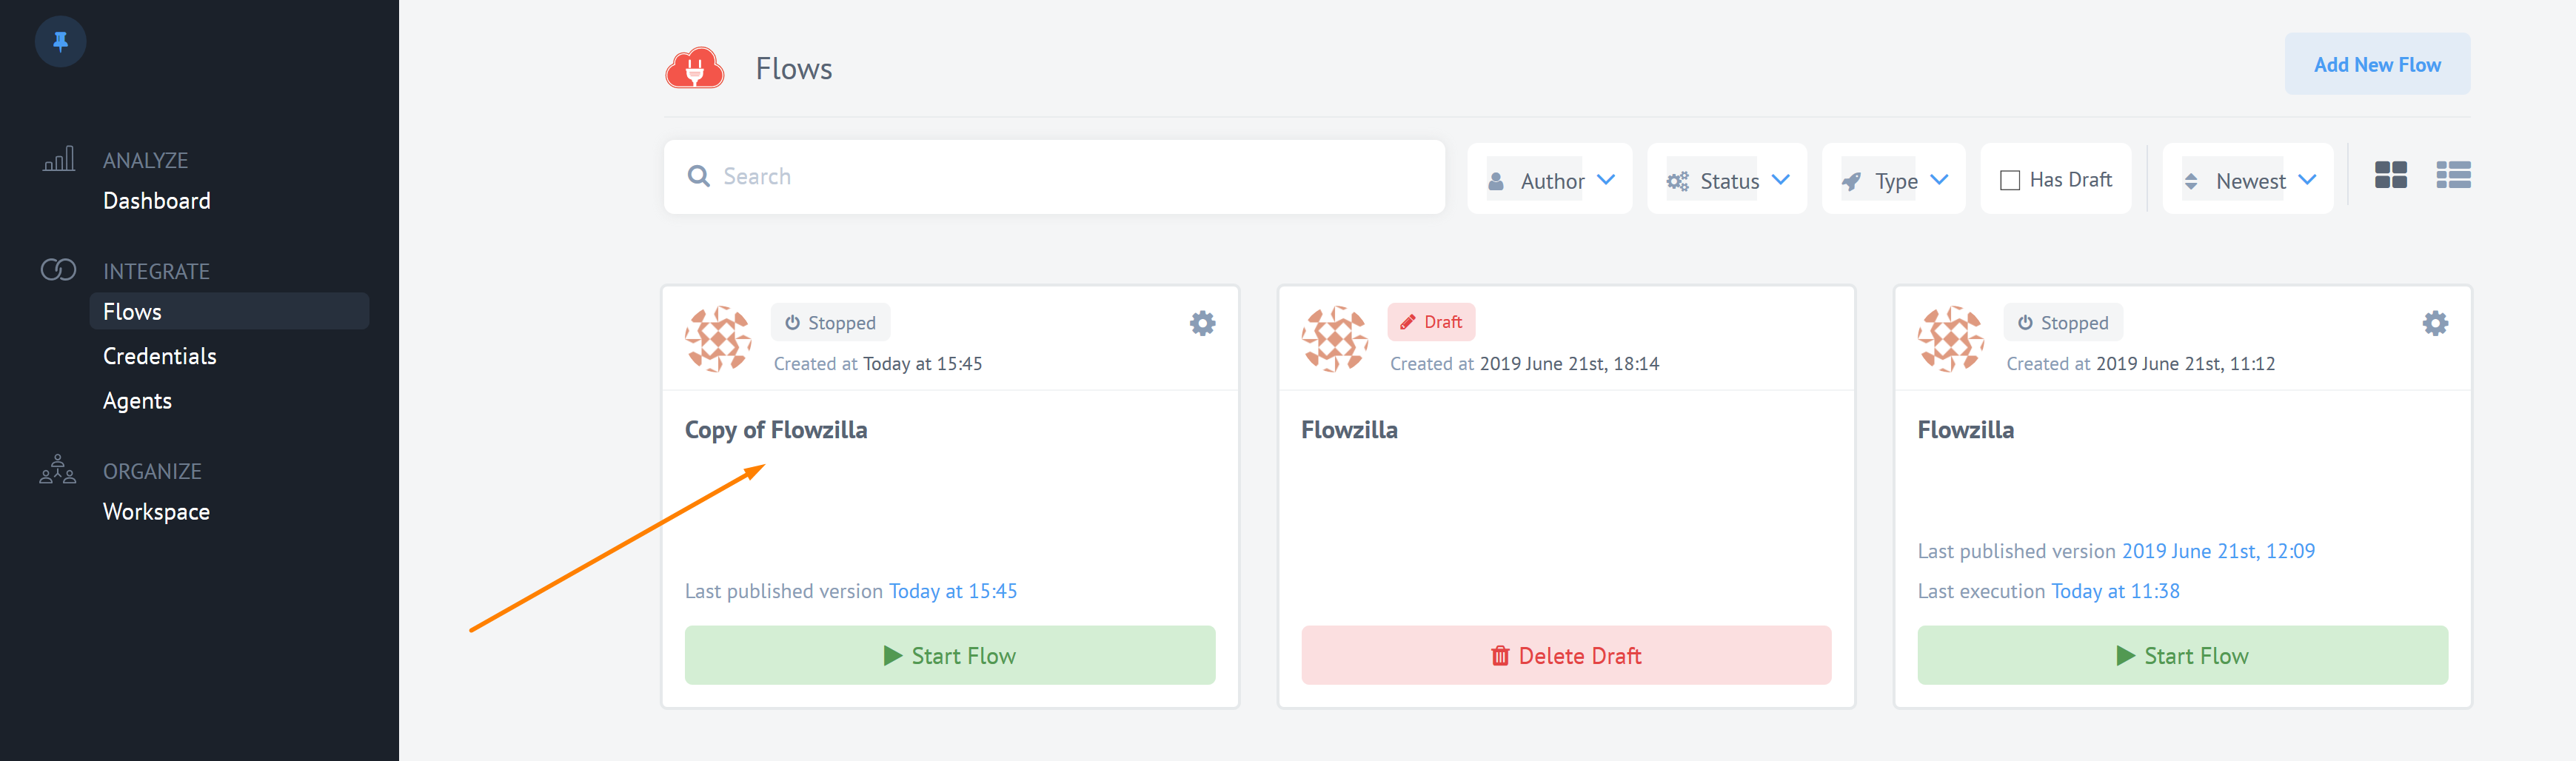 ANALYZE
Dashboard
INTEGRATE
Flows
Credentials
Agents
ORGANIZE
Workspace
Flows
Add New Flow
Search
Author
Status
Type
Has Draft
Newest
Stopped
Created at Today at 15:45
Copy of Flowzilla
Last published version Today at 15:45
Start Flow
Draft
Created at 2019 June 21st, 18:14
Flowzilla
Delete Draft
Stopped
Created at 2019 June 21st, 11:12
Flowzilla
Last published version 2019 June 21st, 12:09
Last execution Today at 11:38
Start Flow